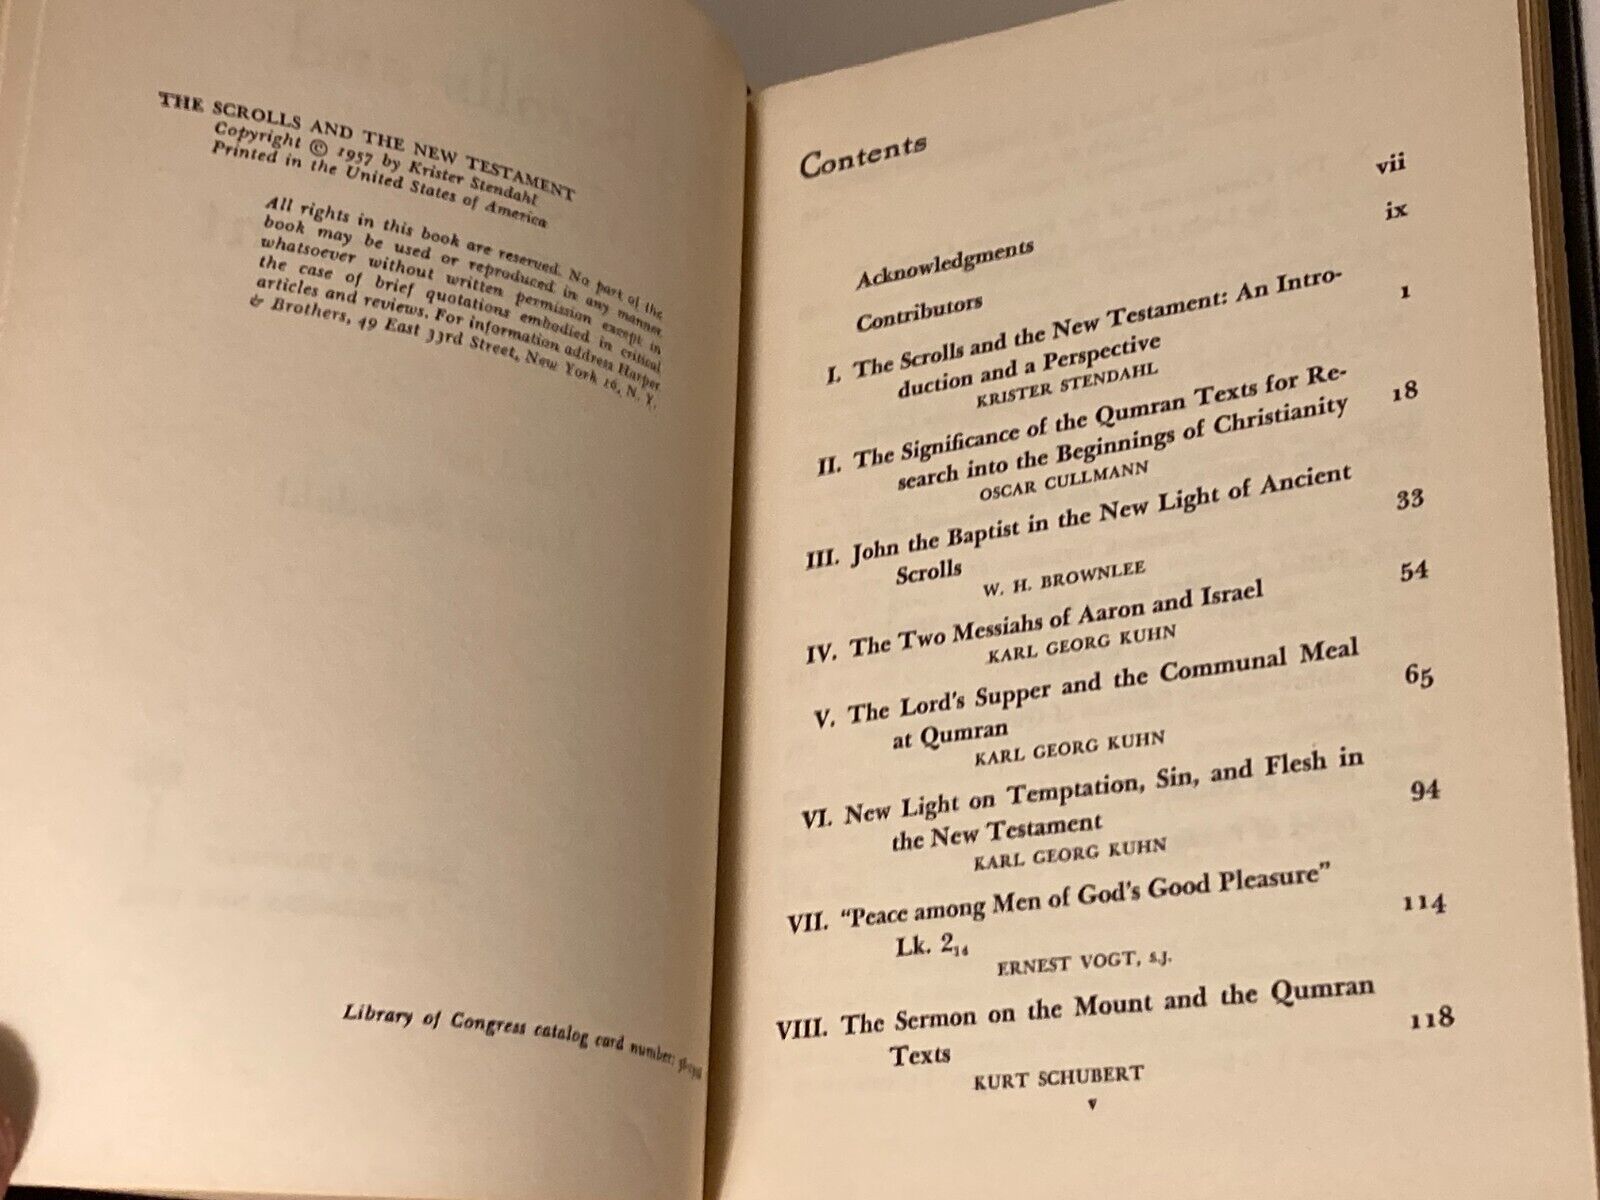 THE SCROLLS AND THE NEW TESTAMENT
Copyright © 1957 by Krister Stendahl
Printed in the United States of America
All rights in this book are reserved. No part of the
book may be used or reproduced in any manner
whatsoever without written permission except in
the case of brief quotations embodied in critical
articles and reviews. For information address Harper
& Brothers, 49 East 33rd Street, New York 16, N. Y.
Library of Congress catalog card number:
Contents
Acknowledgments vii
Contributors ix
I. The Scrolls and the New Testament: An Intro-
duction and a Perspective 1
KRISTER STENDAHL
II. The Significance of the Qumran Texts for Re-
search into the Beginnings of Christianity 18
OSCAR CULLMANN
III. John the Baptist in the New Light of Ancient
Scrolls 33
W. H. BROWNLEE
IV. The Two Messiahs of Aaron and Israel 54
KARL GEORG KUHN
V. The Lord's Supper and the Communal Meal
at Qumran 65
KARL GEORG KUHN
VI. New Light on Temptation, Sin, and Flesh in
the New Testament 94
KARL GEORG KUHN
VII. "Peace among Men of God's Good Pleasure"
Lk. 2₁₄ 114
ERNEST VOGT, S.J.
VIII. The Sermon on the Mount and the Qumran
Texts 118
KURT SCHUBERT
v